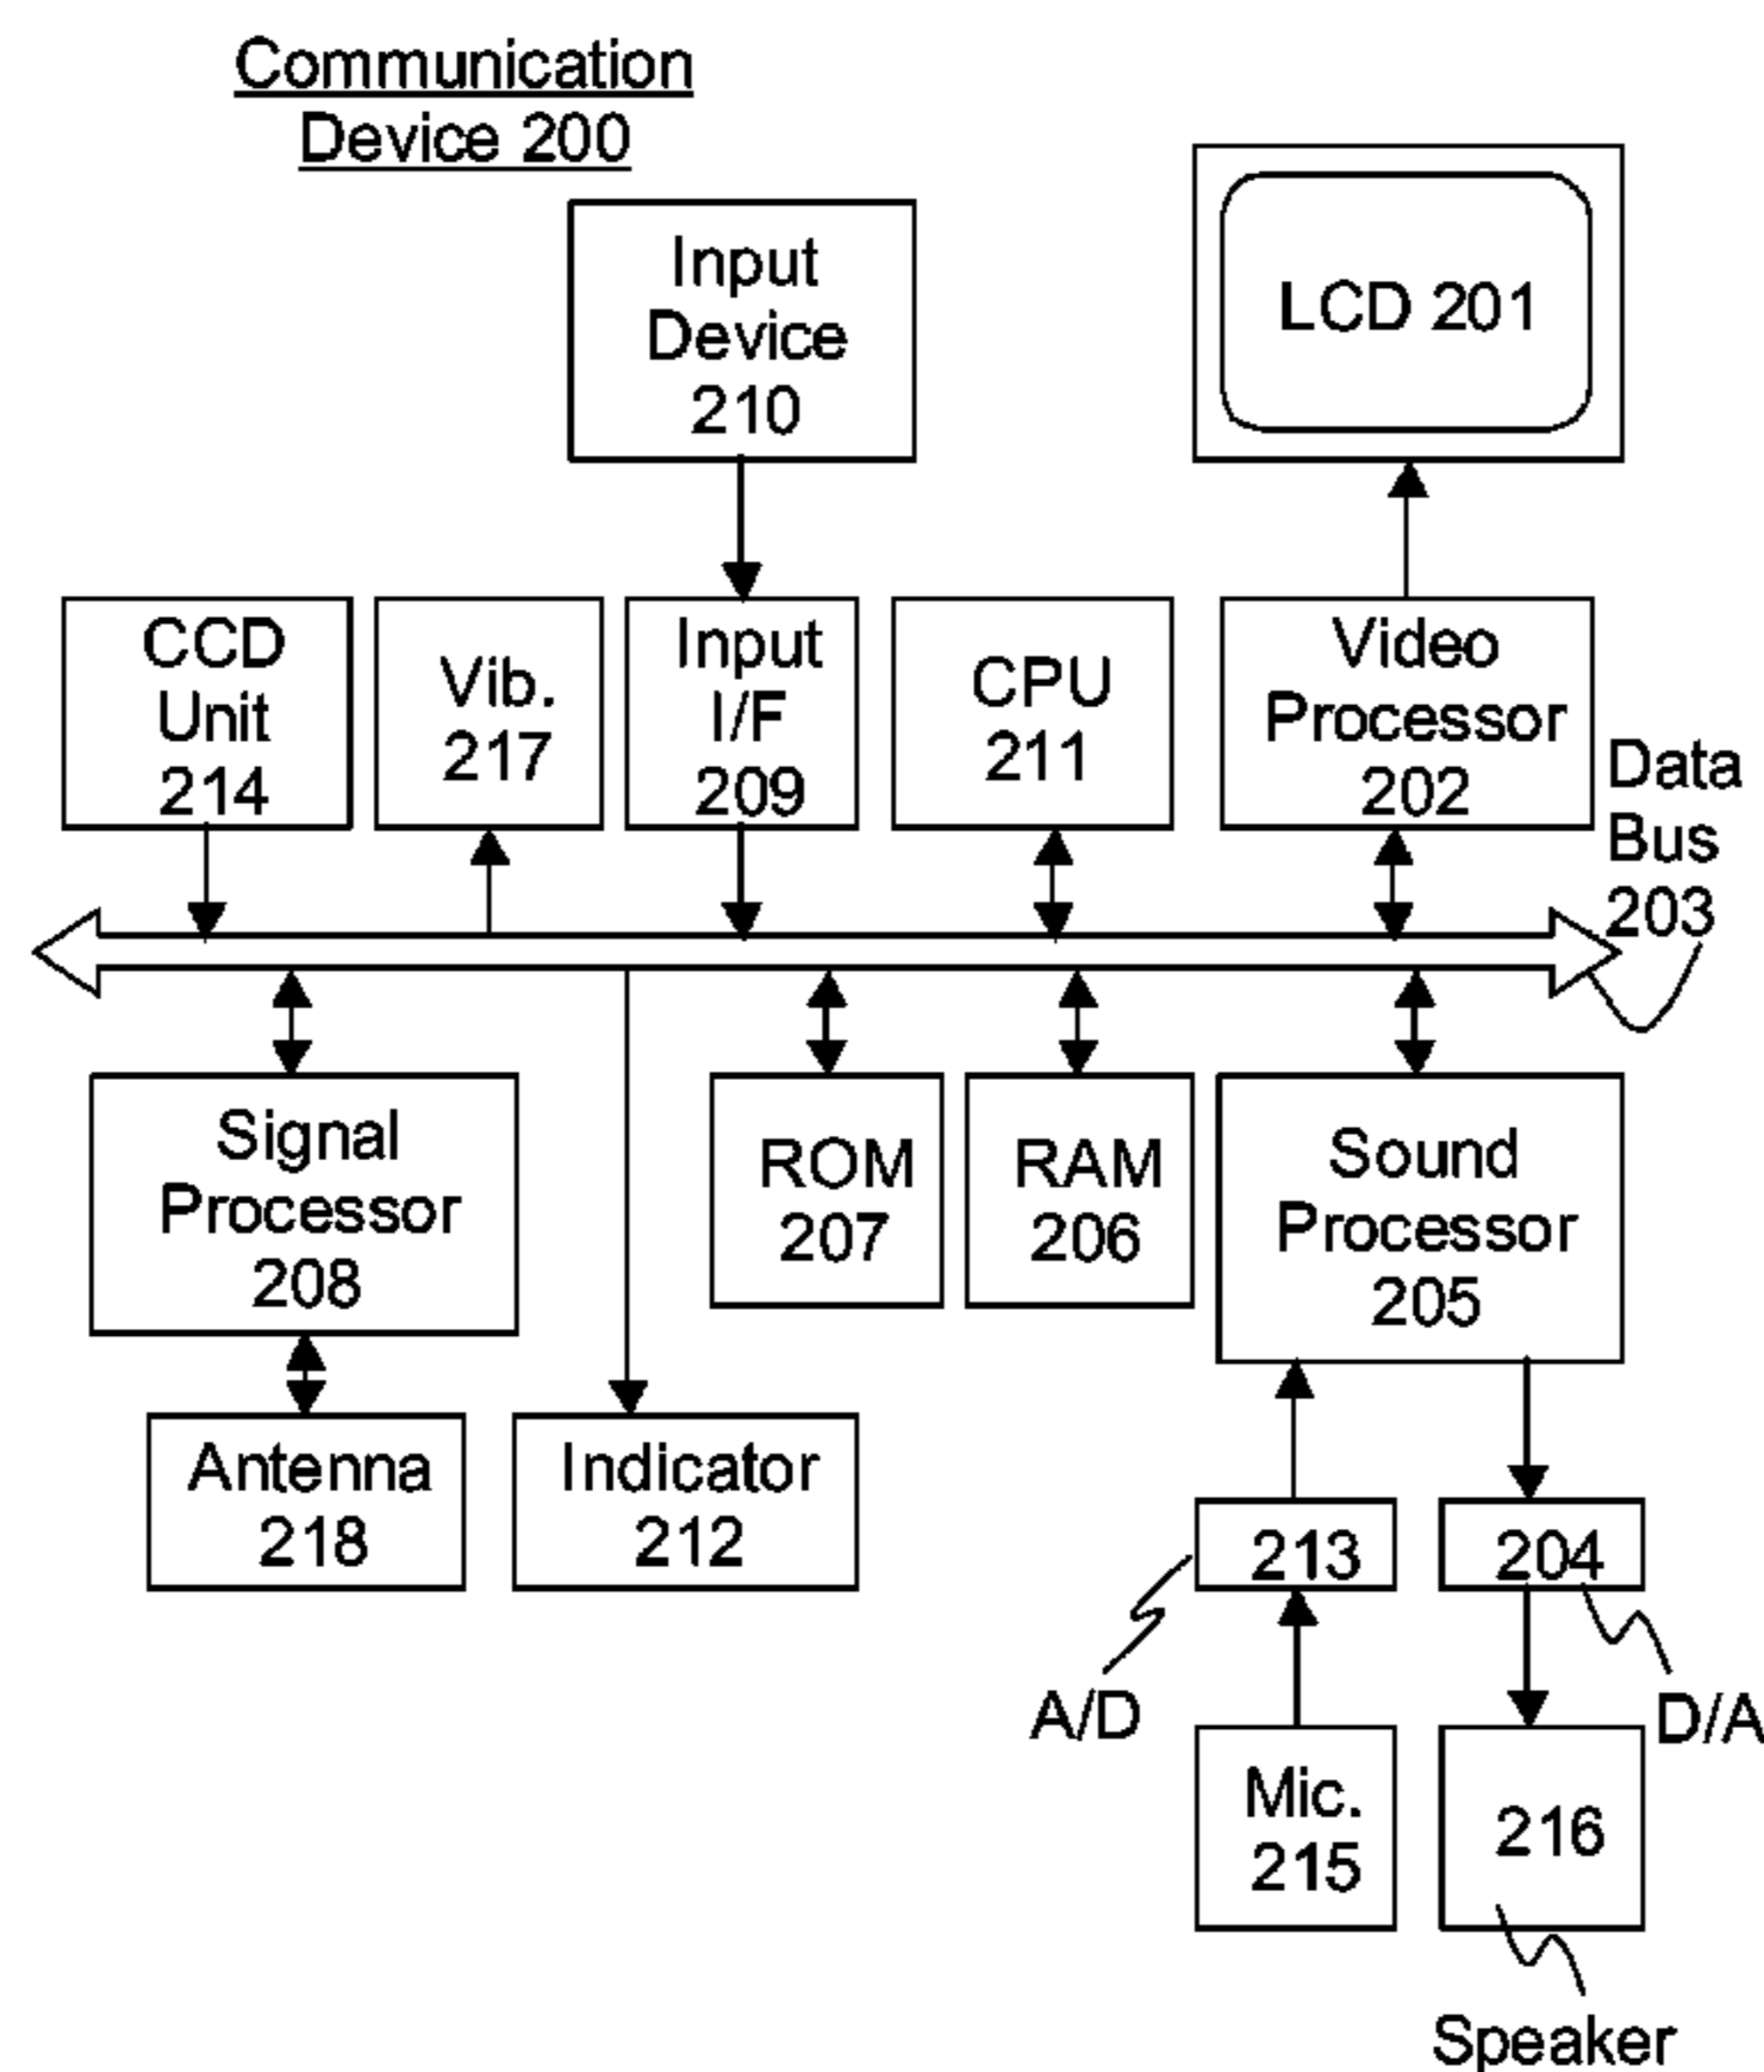 Communication
Device 200
Input
Device
210
LCD 201
CCD
Unit
214
Vib.
217
Input
I/F
209
CPU
211
Video
Processor
202
Data
Bus
203
Signal
Processor
208
ROM
207
RAM
206
Sound
Processor
205
Antenna
218
Indicator
212
213
204
A/D
D/A
Mic.
215
216
Speaker